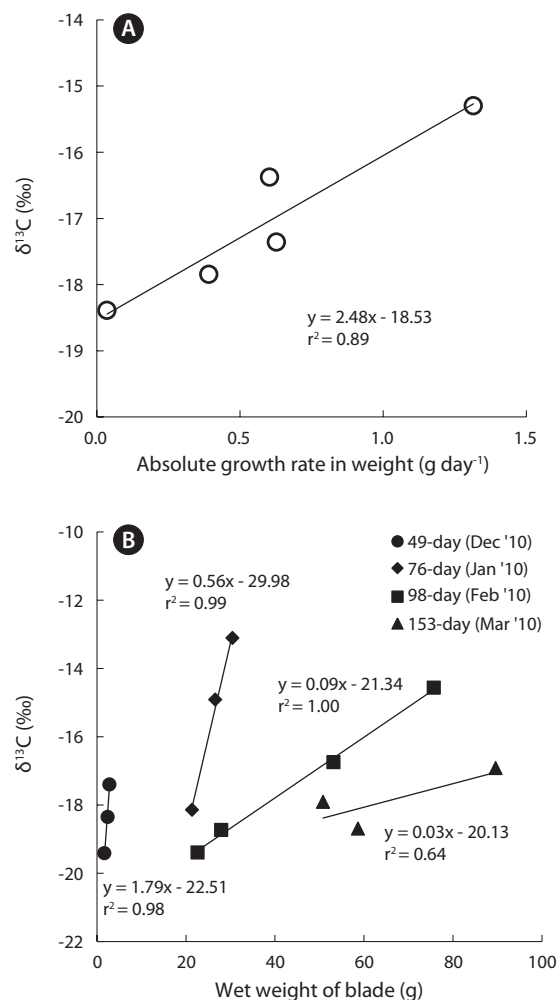 A
-14
-15
-16
-17
-18
-19
-20
δ¹³C (‰)
y = 2.48x - 18.53
r² = 0.89
0.0 0.5 1.0 1.5
Absolute growth rate in weight (g day⁻¹)
B
-10
-12
-14
-16
-18
-20
-22
δ¹³C (‰)
49-day (Dec '10)
76-day (Jan '10)
98-day (Feb '10)
153-day (Mar '10)
y = 0.56x - 29.98
r² = 0.99
y = 0.09x - 21.34
r² = 1.00
y = 0.03x - 20.13
r² = 0.64
y = 1.79x - 22.51
r² = 0.98
0 20 40 60 80 100
Wet weight of blade (g)